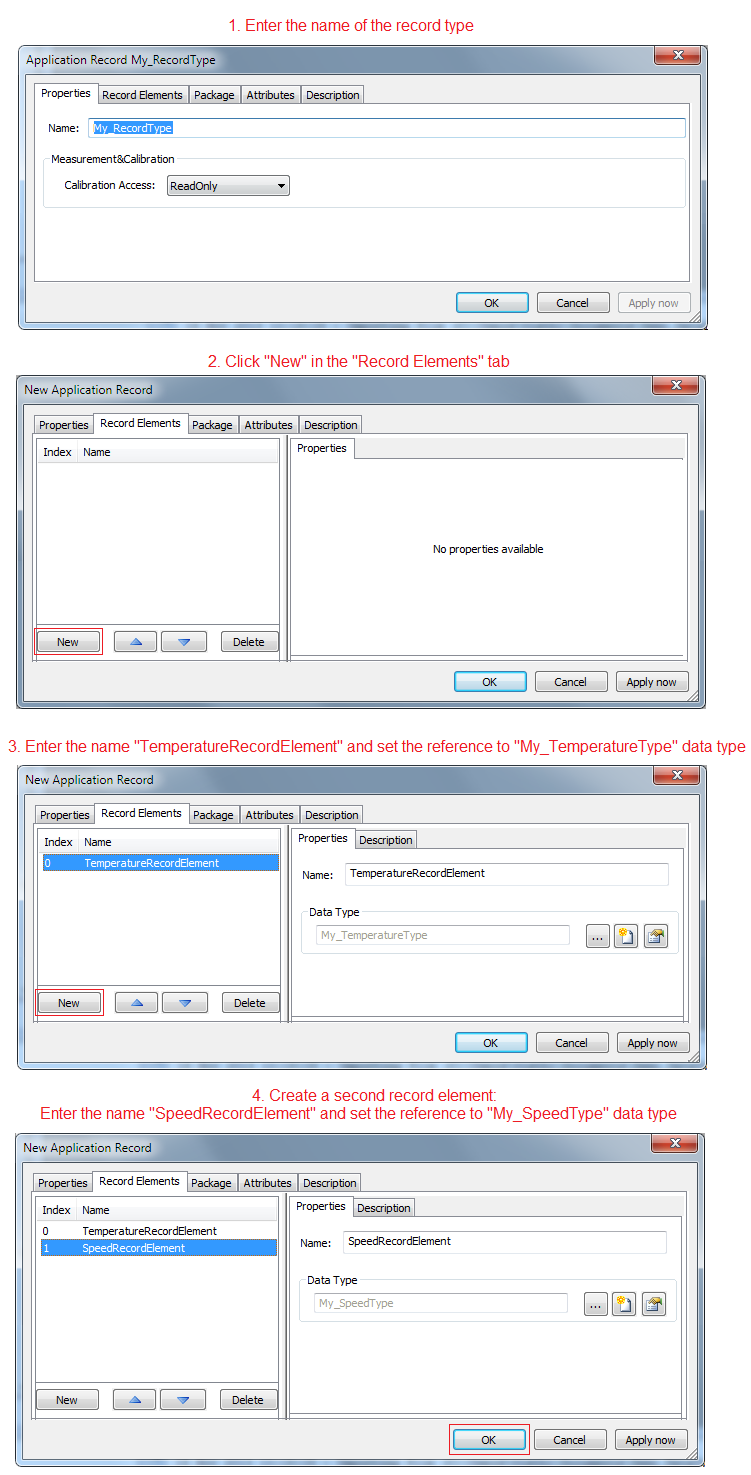 1. Enter the name of the record type
Application Record My_RecordType
Properties Record Elements Package Attributes Description
Name: My_RecordType
Measurement&Calibration
Calibration Access: ReadOnly
OK Cancel Apply now
2. Click "New" in the "Record Elements" tab
New Application Record
Properties Record Elements Package Attributes Description
Index Name Properties
No properties available
New Delete
OK Cancel Apply now
3. Enter the name "TemperatureRecordElement" and set the reference to "My_TemperatureType" data type
New Application Record
Properties Record Elements Package Attributes Description
Index Name Properties Description
0 TemperatureRecordElement
Name: TemperatureRecordElement
Data Type
My_TemperatureType ...
New Delete
OK Cancel Apply now
4. Create a second record element:
Enter the name "SpeedRecordElement" and set the reference to "My_SpeedType" data type
New Application Record
Properties Record Elements Package Attributes Description
Index Name Properties Description
0 TemperatureRecordElement
1 SpeedRecordElement
Name: SpeedRecordElement
Data Type
My_SpeedType ...
New Delete
OK Cancel Apply now